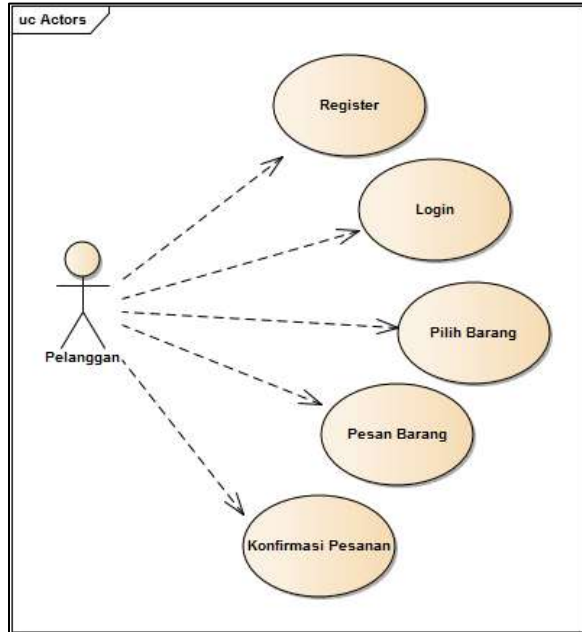 uc Actors
Register
Login
Pilih Barang
Pelanggan
Pesan Barang
Konfirmasi Pesanan